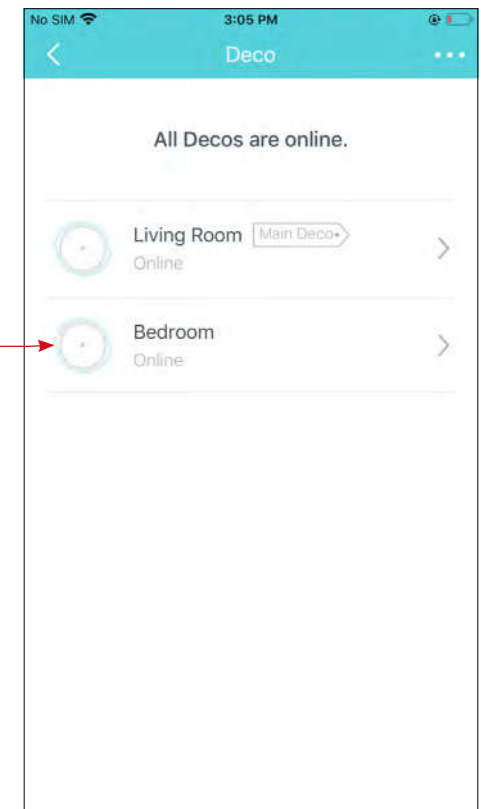 No SIM 3:05 PM
Deco
All Decos are online.
Living Room Main Deco
Online
Bedroom
Online